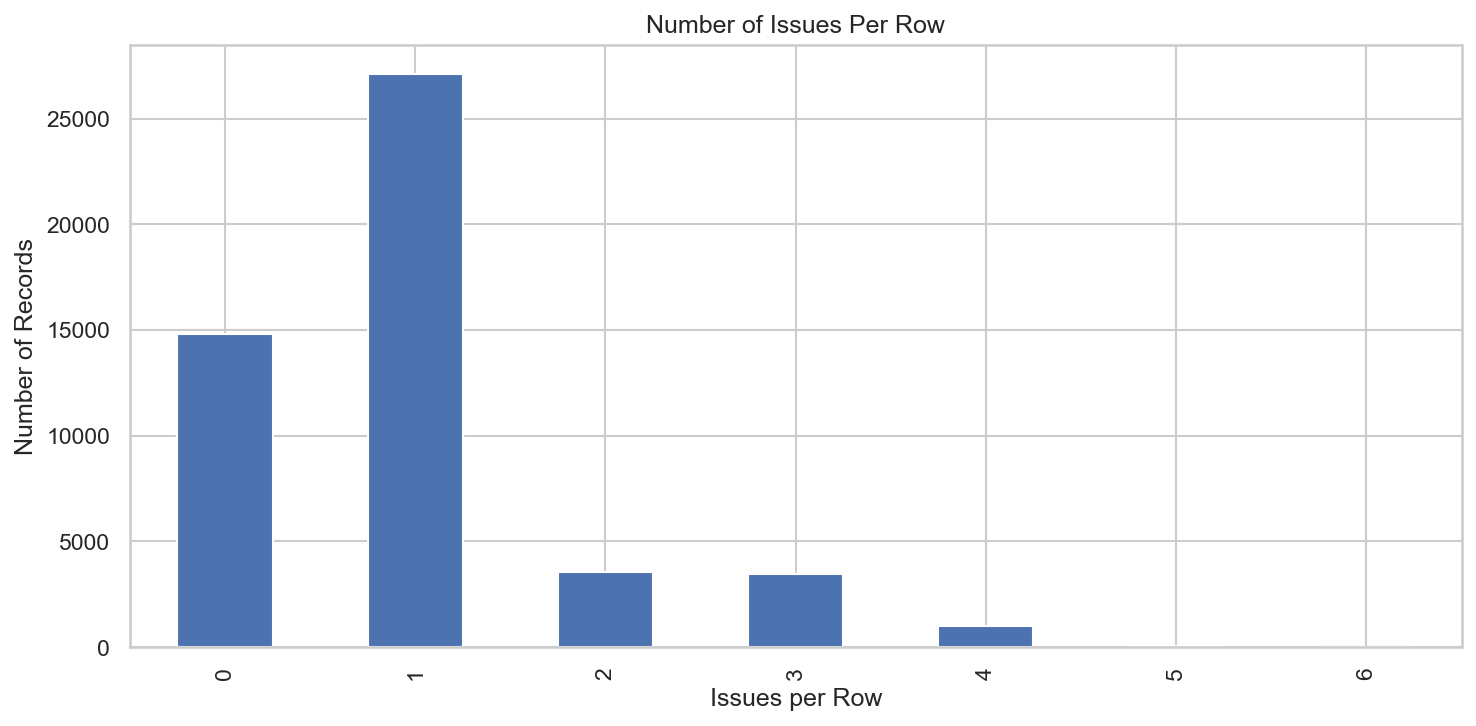 Number of Issues Per Row
25000
20000
15000
10000
5000
0
Number of Records
0 1 2 3 4 5 6
Issues per Row